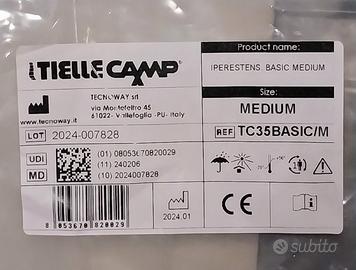 TIELLE CAMP®
TECNOWAY srl
via Montefeltro 45
61022- Vallefoglia -PU- Italy
www.tecnoway.it
LOT 2024-007828
UDI
MD
(01) 08053670820029
(11) 240206
(10) 2024007828
8 053670 820029
Product name:
IPERESTENS. BASIC MEDIUM
Size:
MEDIUM
REF TC35BASIC/M
2024.01
CE
subito